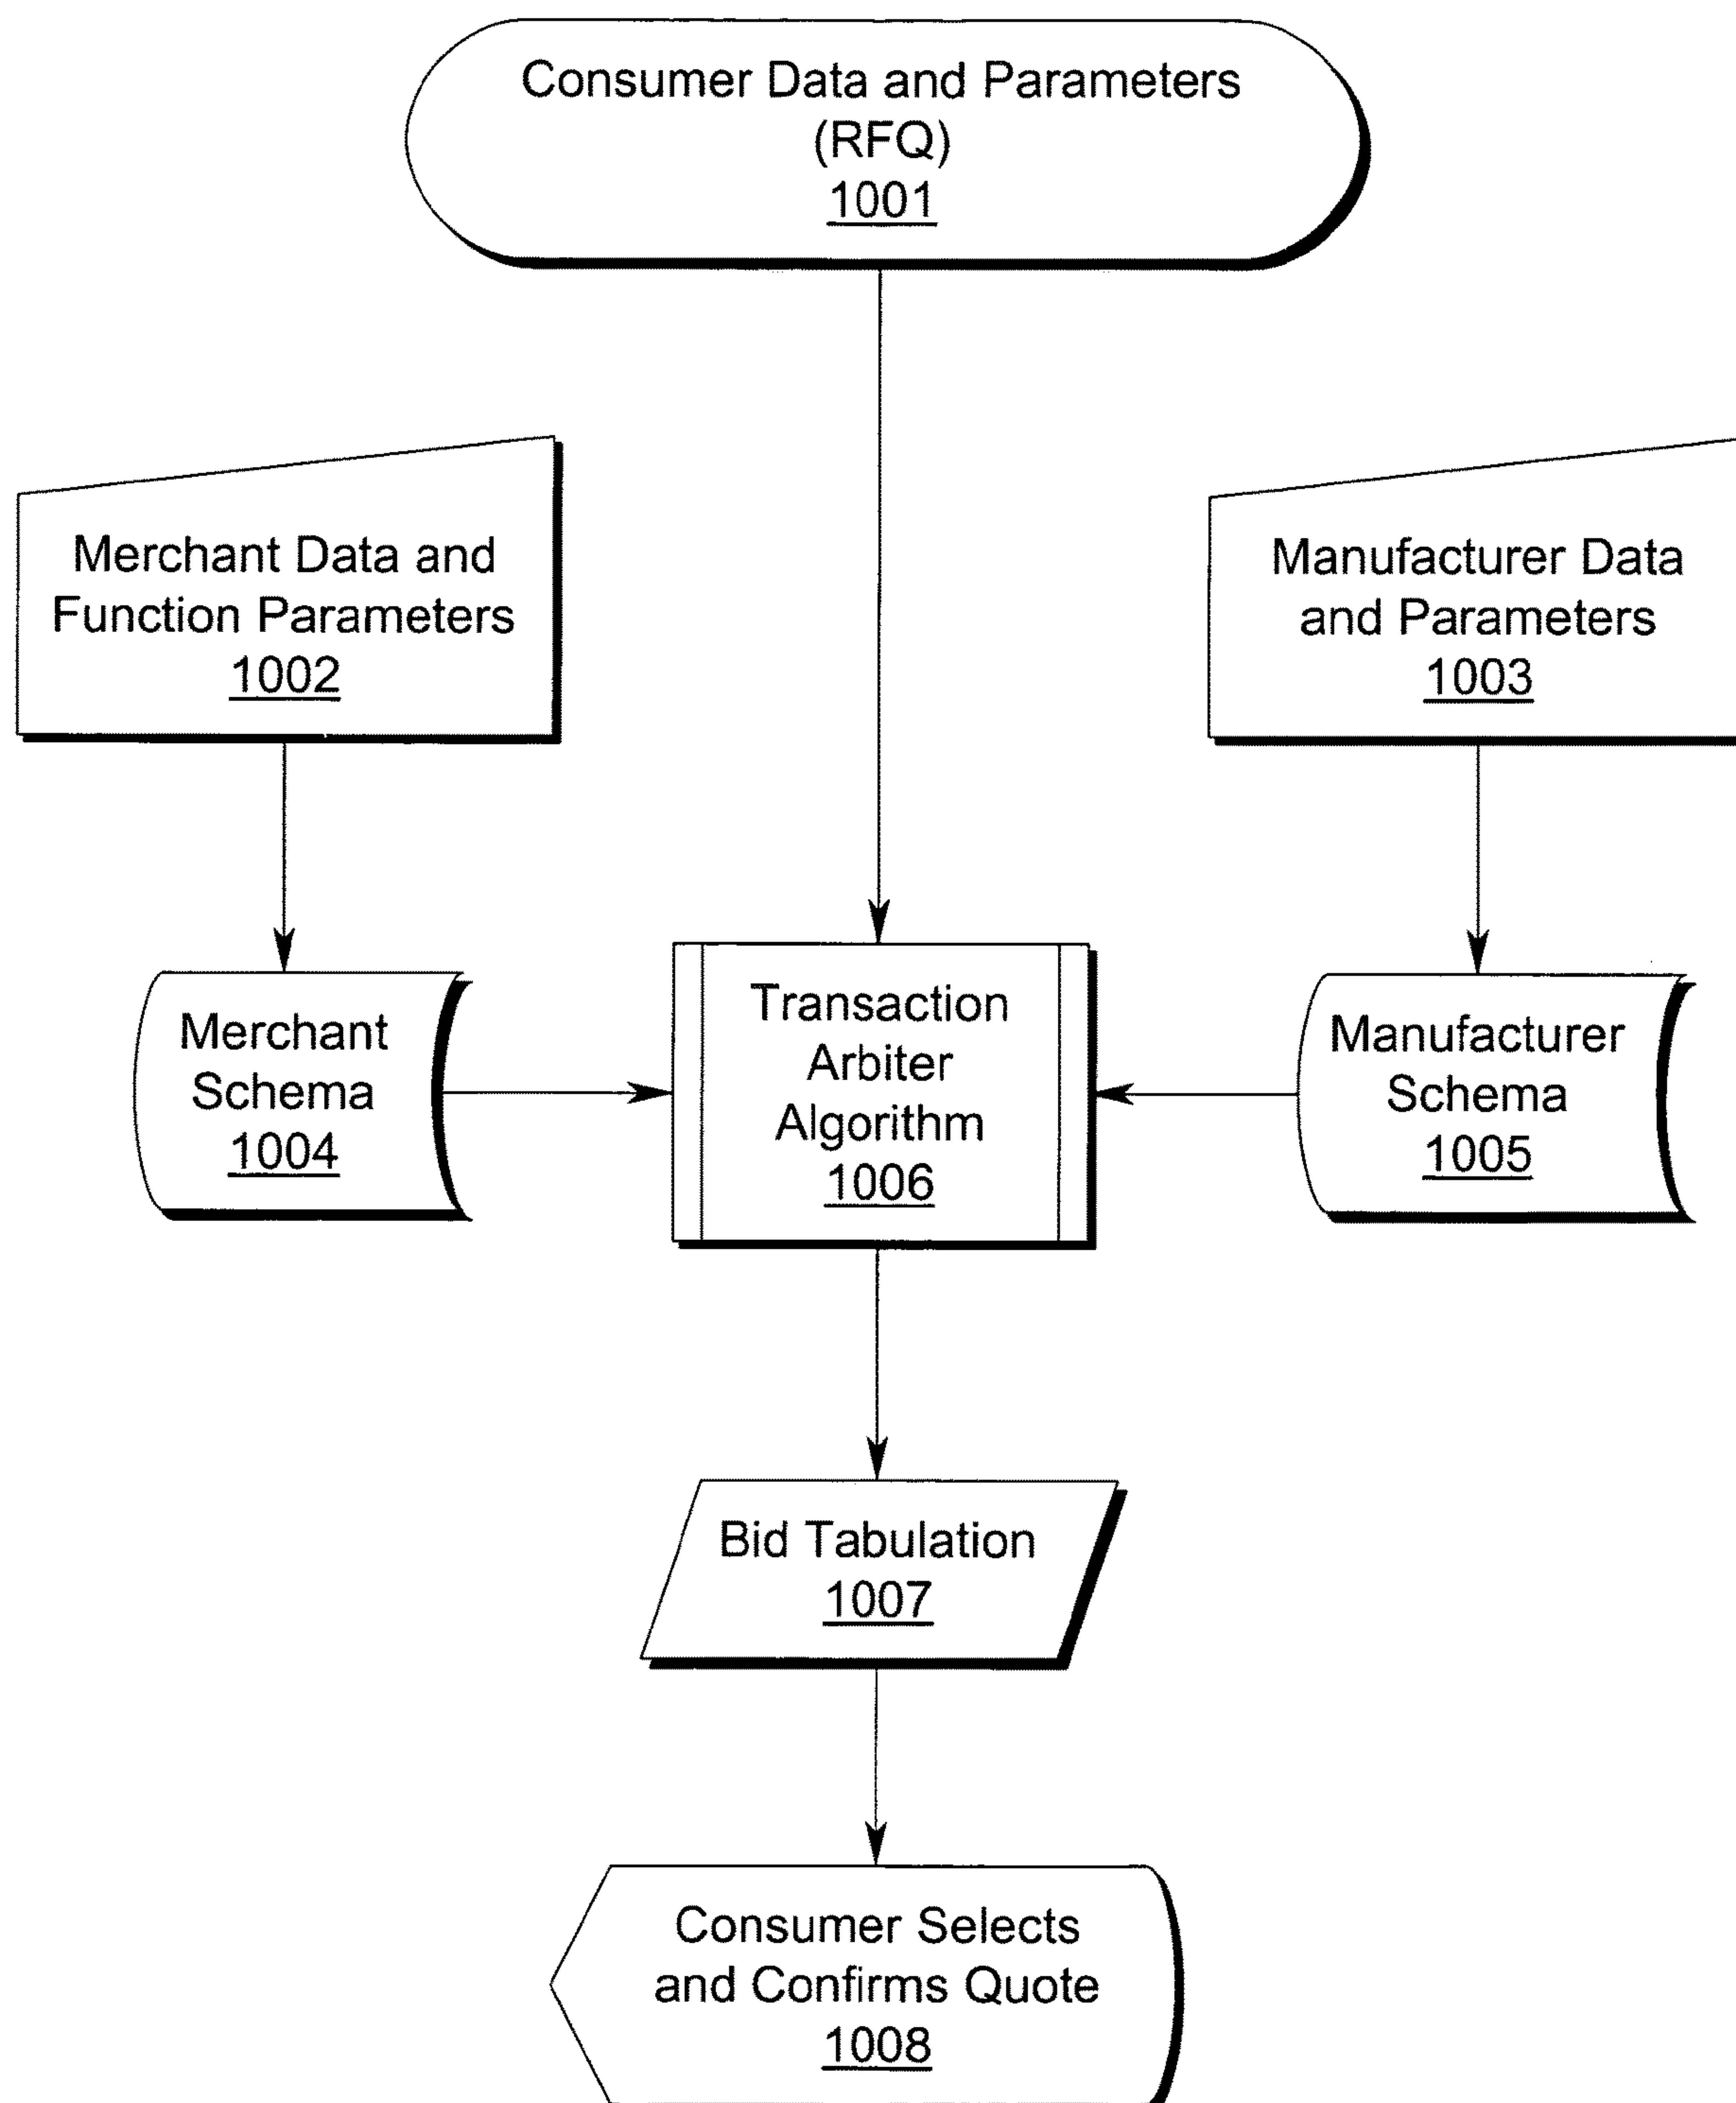 Consumer Data and Parameters
(RFQ)
1001
Merchant Data and
Function Parameters
1002
Manufacturer Data
and Parameters
1003
Merchant
Schema
1004
Transaction
Arbiter
Algorithm
1006
Manufacturer
Schema
1005
Bid Tabulation
1007
Consumer Selects
and Confirms Quote
1008